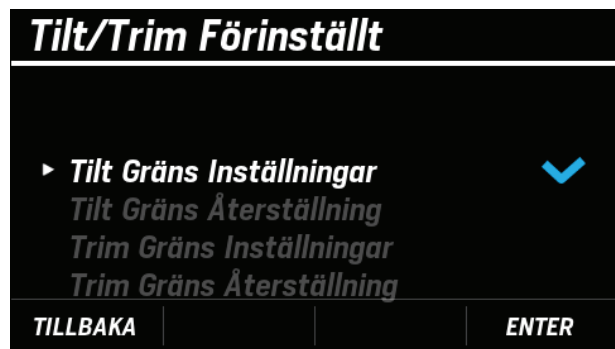 Tilt/Trim Förinställt
Tilt Gräns Inställningar
Tilt Gräns Återställning
Trim Gräns Inställningar
Trim Gräns Återställning
TILLBAKA ENTER